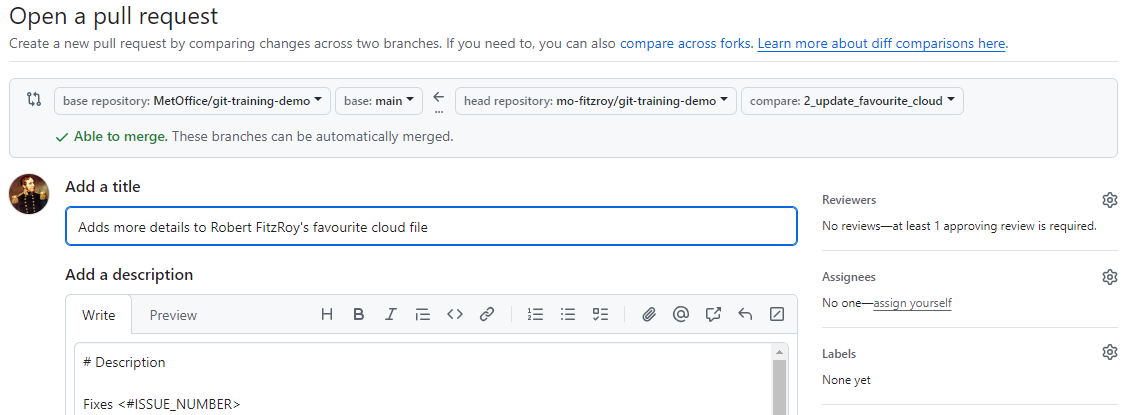 Open a pull request
Create a new pull request by comparing changes across two branches. If you need to, you can also compare across forks. Learn more about diff comparisons here.
base repository: MetOffice/git-training-demo base: main ... head repository: mo-fitzroy/git-training-demo compare: 2_update_favourite_cloud
Able to merge. These branches can be automatically merged.
Add a title
Adds more details to Robert FitzRoy's favourite cloud file
Add a description
Write Preview
# Description
Fixes <#ISSUE_NUMBER>
Reviewers
No reviews—at least 1 approving review is required.
Assignees
No one—assign yourself
Labels
None yet